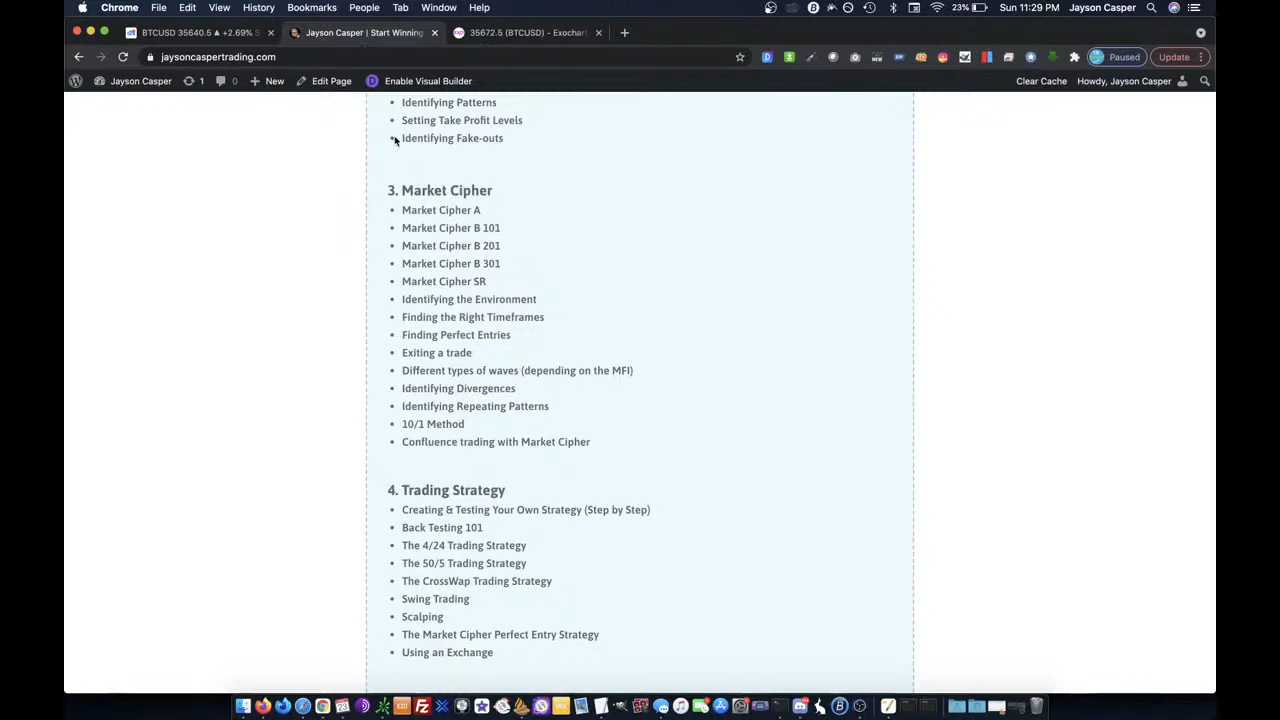 Chrome File Edit View History Bookmarks People Tab Window Help 23% Sun 11:29 PM Jayson Casper
BTCUSD 35640.5 ▲ +2.69% S Jayson Casper | Start Winning 35672.5 (BTCUSD) - Exochart
jaysoncaspertrading.com Paused Update
Jayson Casper 1 0 New Edit Page Enable Visual Builder Clear Cache Howdy, Jayson Casper
• Identifying Patterns
• Setting Take Profit Levels
• Identifying Fake-outs
3. Market Cipher
• Market Cipher A
• Market Cipher B 101
• Market Cipher B 201
• Market Cipher B 301
• Market Cipher SR
• Identifying the Environment
• Finding the Right Timeframes
• Finding Perfect Entries
• Exiting a trade
• Different types of waves (depending on the MFI)
• Identifying Divergences
• Identifying Repeating Patterns
• 10/1 Method
• Confluence trading with Market Cipher
4. Trading Strategy
• Creating & Testing Your Own Strategy (Step by Step)
• Back Testing 101
• The 4/24 Trading Strategy
• The 50/5 Trading Strategy
• The CrossWap Trading Strategy
• Swing Trading
• Scalping
• The Market Cipher Perfect Entry Strategy
• Using an Exchange